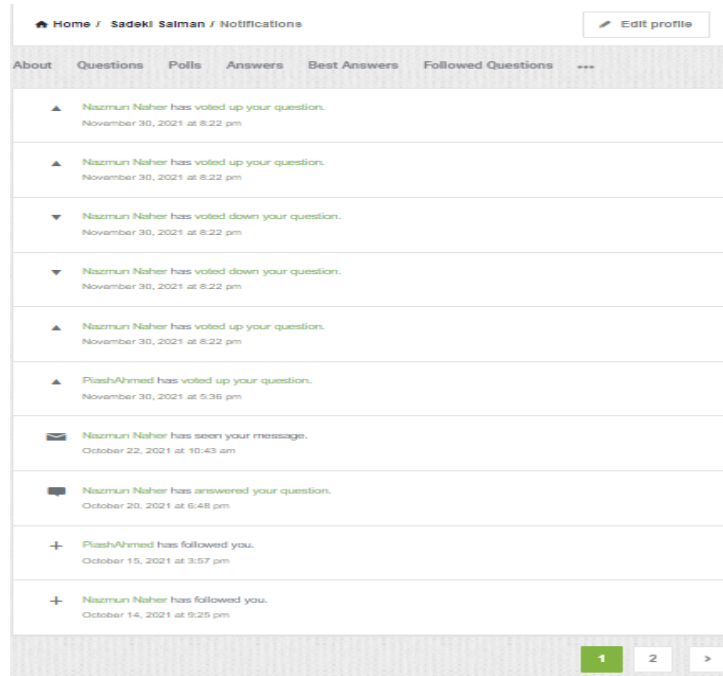 Home / Sadeki Salman / Notifications
Edit profile
About Questions Polls Answers Best Answers Followed Questions •••
Nazmun Naher has voted up your question.
November 30, 2021 at 8:22 pm
Nazmun Naher has voted up your question.
November 30, 2021 at 8:22 pm
Nazmun Naher has voted down your question.
November 30, 2021 at 8:22 pm
Nazmun Naher has voted down your question.
November 30, 2021 at 8:22 pm
Nazmun Naher has voted up your question.
November 30, 2021 at 8:22 pm
PiashAhmed has voted up your question.
November 30, 2021 at 5:36 pm
Nazmun Naher has seen your message.
October 22, 2021 at 10:43 am
Nazmun Naher has answered your question.
October 20, 2021 at 6:48 pm
PiashAhmed has followed you.
October 15, 2021 at 3:57 pm
Nazmun Naher has followed you.
October 14, 2021 at 9:25 pm
1 2 >